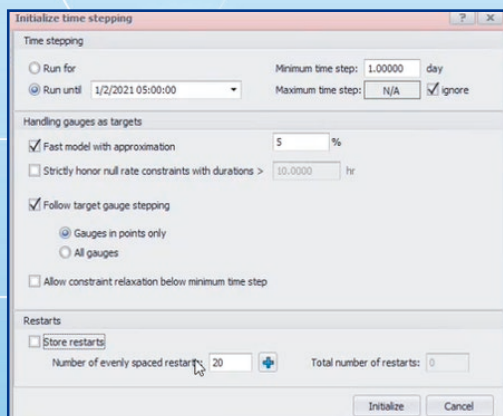 Initialize time stepping ? x
Time stepping
Run for Minimum time step: 1.00000 day
Run until 1/2/2021 05:00:00 Maximum time step: N/A ignore
Handling gauges as targets
Fast model with approximation 5 %
Strictly honor null rate constraints with durations > 10.0000 hr
Follow target gauge stepping
Gauges in points only
All gauges
Allow constraint relaxation below minimum time step
Restarts
Store restarts
Number of evenly spaced restarts: 20 Total number of restarts: 0
Initialize Cancel